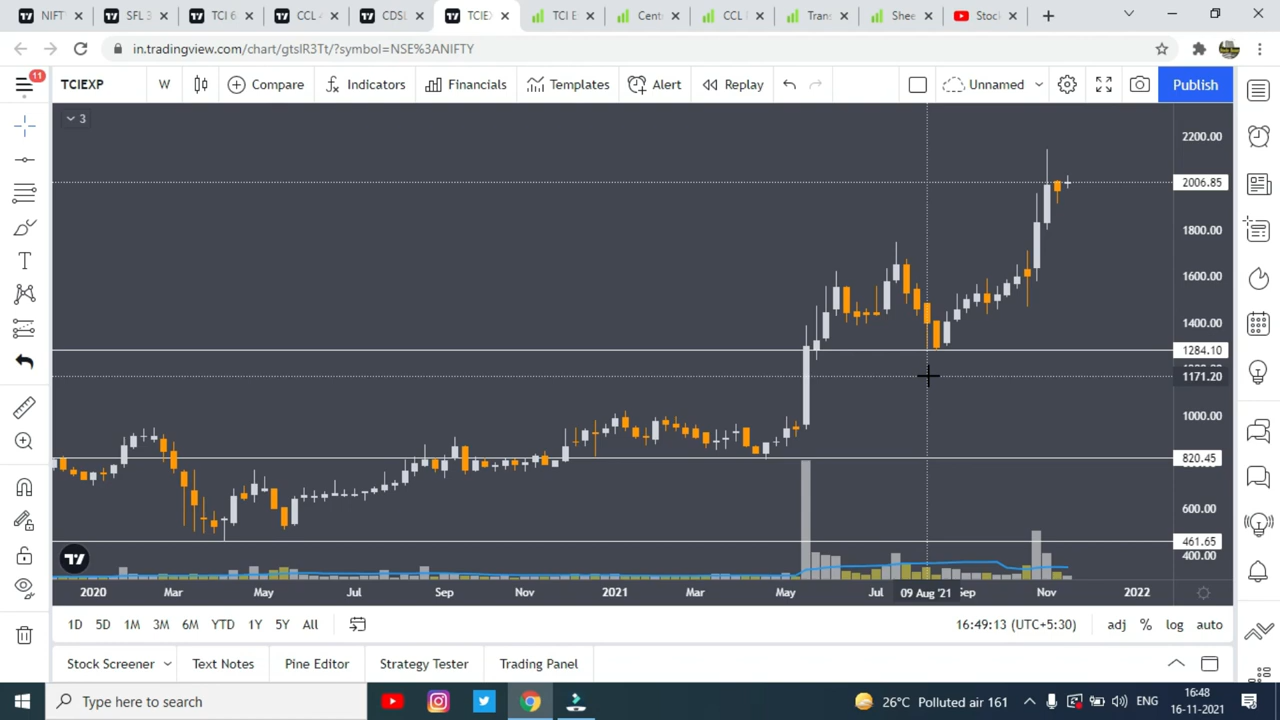 NIFT
SFL 3
TCI 6
CCL
CDSL
TCIEX
TCI E
Centr
CCL I
Trans
Shee
Stoc
in.tradingview.com/chart/gtslR3Tt/?symbol=NSE%3ANIFTY
11
TCIEXP
W
Compare
Indicators
Financials
Templates
Alert
Replay
Unnamed
Publish
3
2200.00
2006.85
1800.00
1600.00
1400.00
1284.10
1171.20
1000.00
820.45
600.00
461.65
400.00
2020 Mar May Jul Sep Nov 2021 Mar May Jul 09 Aug '21 Sep Nov 2022
1D 5D 1M 3M 6M YTD 1Y 5Y All
16:49:13 (UTC+5:30) adj % log auto
Stock Screener Text Notes Pine Editor Strategy Tester Trading Panel
Type here to search
26°C Polluted air 161
ENG
16:48
16-11-2021